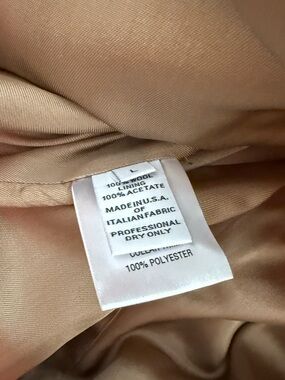 L
100% WOOL
LINING
100% ACETATE
MADE IN U.S.A.
OF
ITALIAN FABRIC
PROFESSIONAL
DRY ONLY
100% POLYESTER